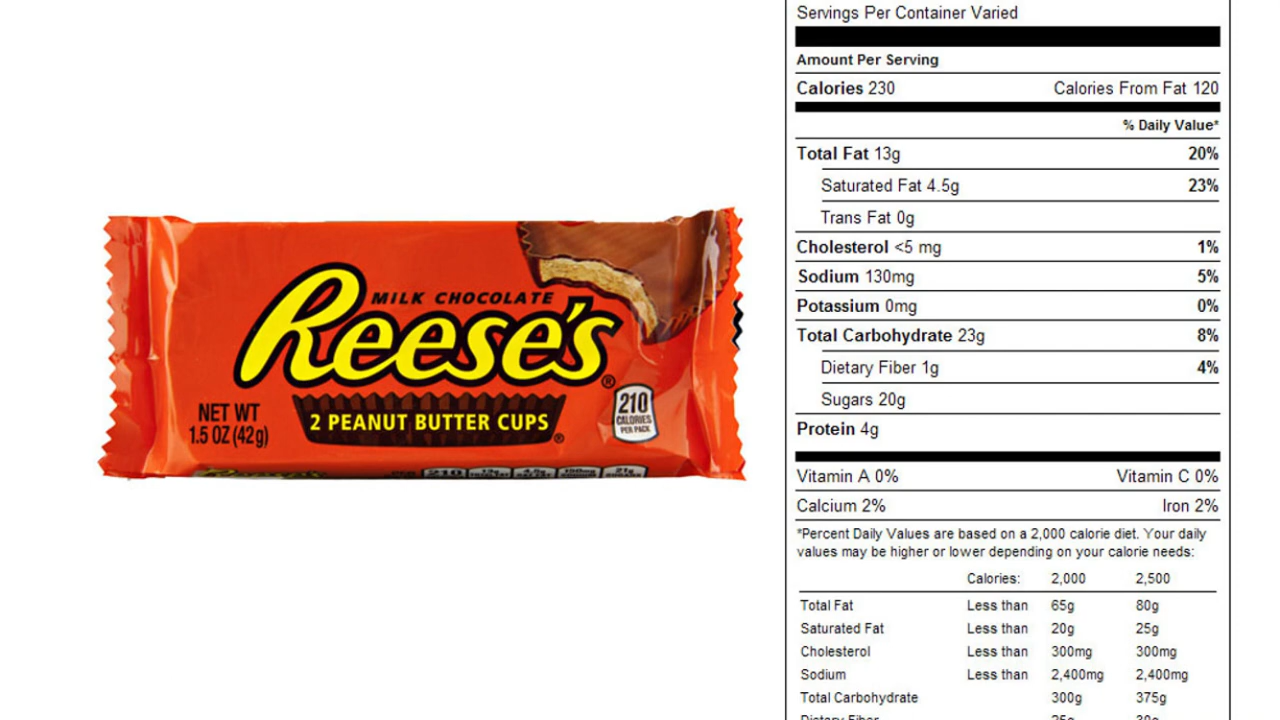 MILK CHOCOLATE
Reese's®
NET WT
1.5 OZ (42g)
2 PEANUT BUTTER CUPS®
210
CALORIES
PER PACK
Servings Per Container Varied
Amount Per Serving
Calories 230 Calories From Fat 120
% Daily Value*
Total Fat 13g 20%
Saturated Fat 4.5g 23%
Trans Fat 0g
Cholesterol <5 mg 1%
Sodium 130mg 5%
Potassium 0mg 0%
Total Carbohydrate 23g 8%
Dietary Fiber 1g 4%
Sugars 20g
Protein 4g
Vitamin A 0% Vitamin C 0%
Calcium 2% Iron 2%
*Percent Daily Values are based on a 2,000 calorie diet. Your daily
values may be higher or lower depending on your calorie needs:
Calories: 2,000 2,500
Total Fat Less than 65g 80g
Saturated Fat Less than 20g 25g
Cholesterol Less than 300mg 300mg
Sodium Less than 2,400mg 2,400mg
Total Carbohydrate 300g 375g
Dietary Fiber 25g 30g